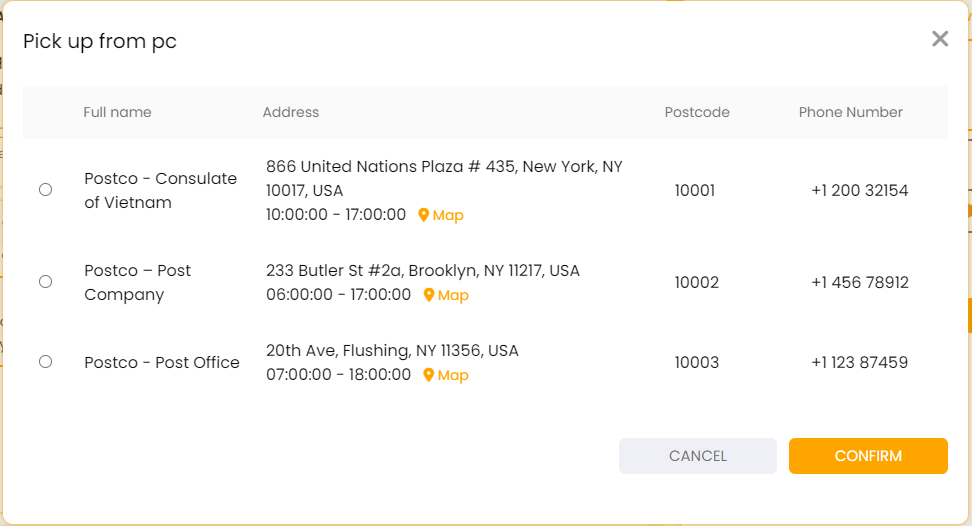 Pick up from pc
Full name Address Postcode Phone Number
Postco - Consulate
of Vietnam
866 United Nations Plaza # 435, New York, NY
10017, USA
10:00:00 - 17:00:00 Map
10001
+1 200 32154
Postco – Post
Company
233 Butler St #2a, Brooklyn, NY 11217, USA
06:00:00 - 17:00:00 Map
10002
+1 456 78912
Postco - Post Office
20th Ave, Flushing, NY 11356, USA
07:00:00 - 18:00:00 Map
10003
+1 123 87459
CANCEL CONFIRM